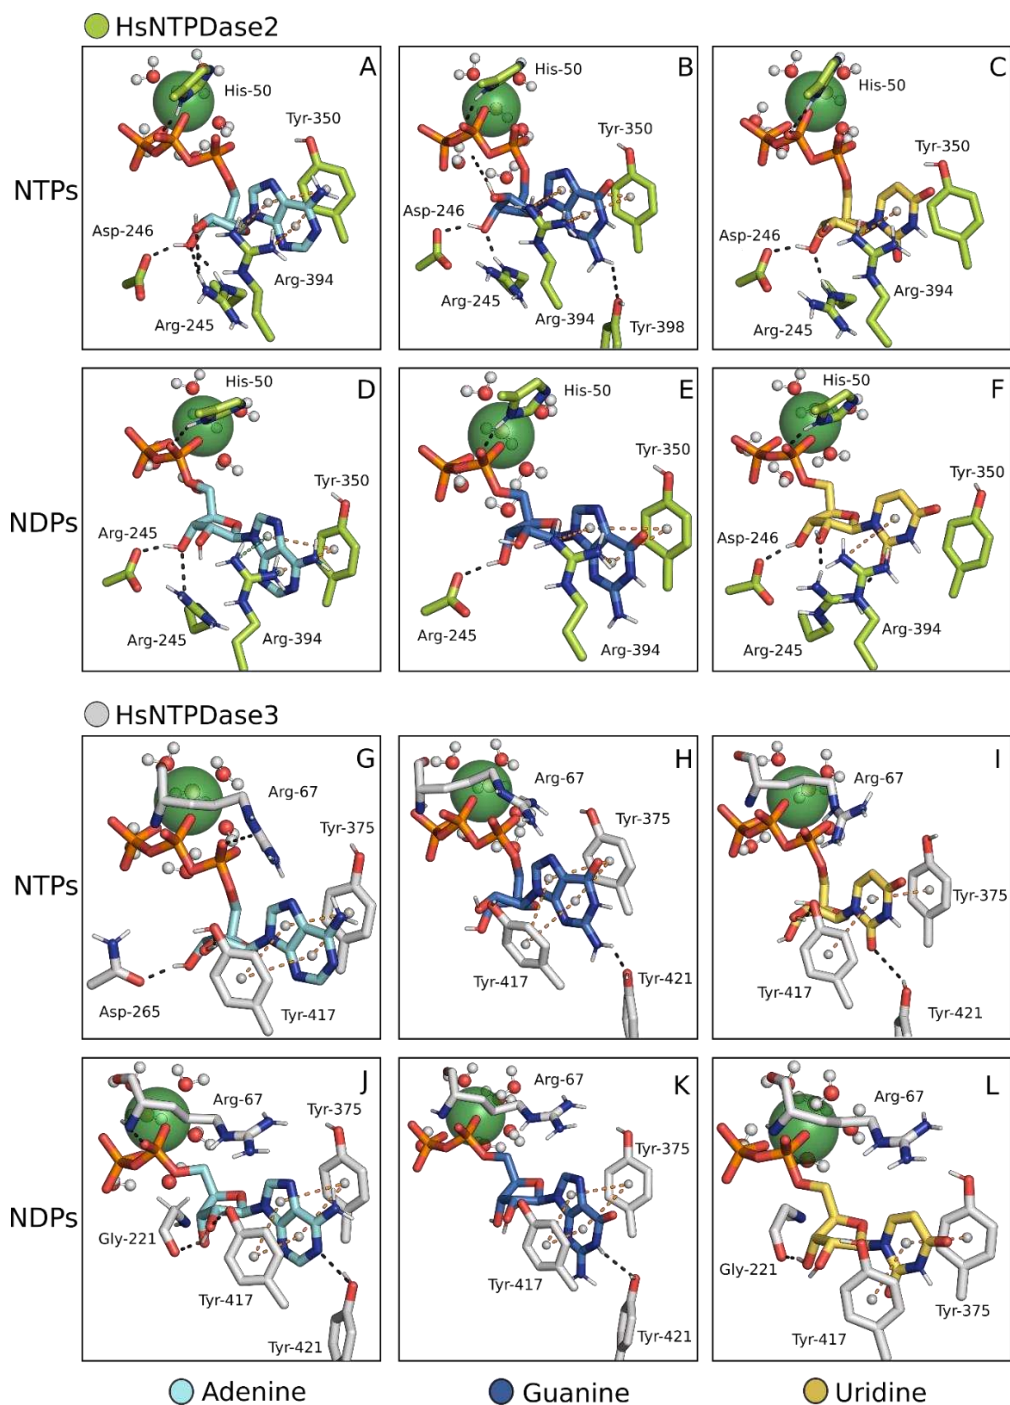 HsNTPDase2
NTPs
A
His-50
Tyr-350
Asp-246
Arg-394
Arg-245
B
His-50
Tyr-350
Asp-246
Arg-245
Arg-394
Tyr-398
C
His-50
Tyr-350
Asp-246
Arg-394
Arg-245
NDPs
D
His-50
Tyr-350
Arg-245
Arg-245
Arg-394
E
His-50
Tyr-350
Arg-245
Arg-394
F
His-50
Tyr-350
Asp-246
Arg-394
Arg-245
HsNTPDase3
NTPs
G
Arg-67
Tyr-375
Asp-265
Tyr-417
H
Arg-67
Tyr-375
Tyr-417
Tyr-421
I
Arg-67
Tyr-375
Tyr-417
Tyr-421
NDPs
J
Arg-67
Tyr-375
Gly-221
Tyr-417
Tyr-421
K
Arg-67
Tyr-375
Tyr-417
Tyr-421
L
Arg-67
Gly-221
Tyr-375
Tyr-417
Adenine
Guanine
Uridine